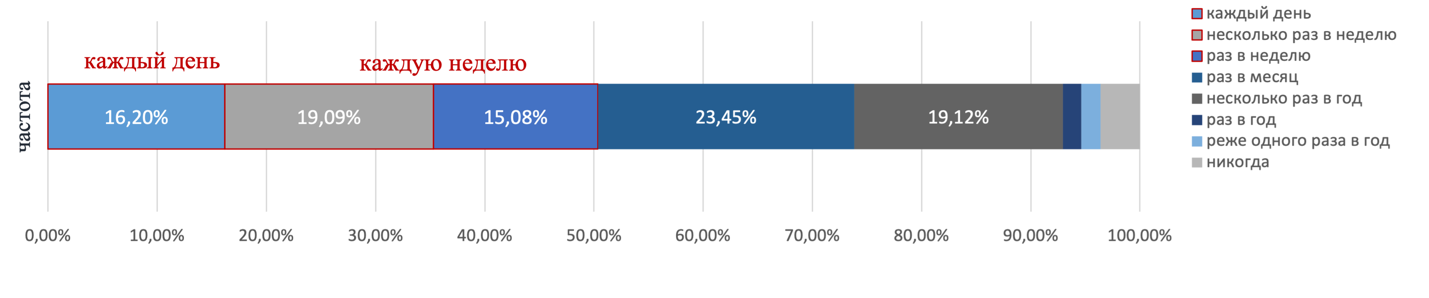 каждый день
каждую неделю
частота
16,20%
19,09%
15,08%
23,45%
19,12%
0,00%
10,00%
20,00%
30,00%
40,00%
50,00%
60,00%
70,00%
80,00%
90,00%
100,00%
каждый день
несколько раз в неделю
раз в неделю
раз в месяц
несколько раз в год
раз в год
реже одного раза в год
никогда